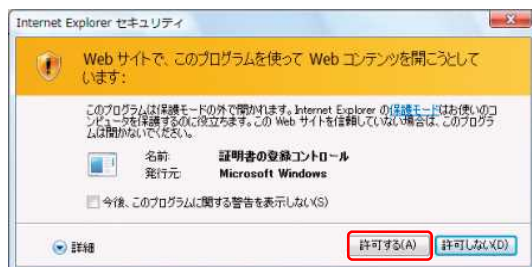 Internet Explorer セキュリティ
Web サイトで、このプログラムを使って Web コンテンツを開こうとして
います:
このプログラムは保護モードの外で開かれます。Internet Explorer の保護モードはお使いのコ
ンピュータを保護するのに役立ちます。この Web サイトを信頼していない場合は、このプログラ
ムは開かないでください。
名前: 証明書の登録コントロール
発行元: Microsoft Windows
今後、このプログラムに関する警告を表示しない(S)
詳細 許可する(A) 許可しない(D)